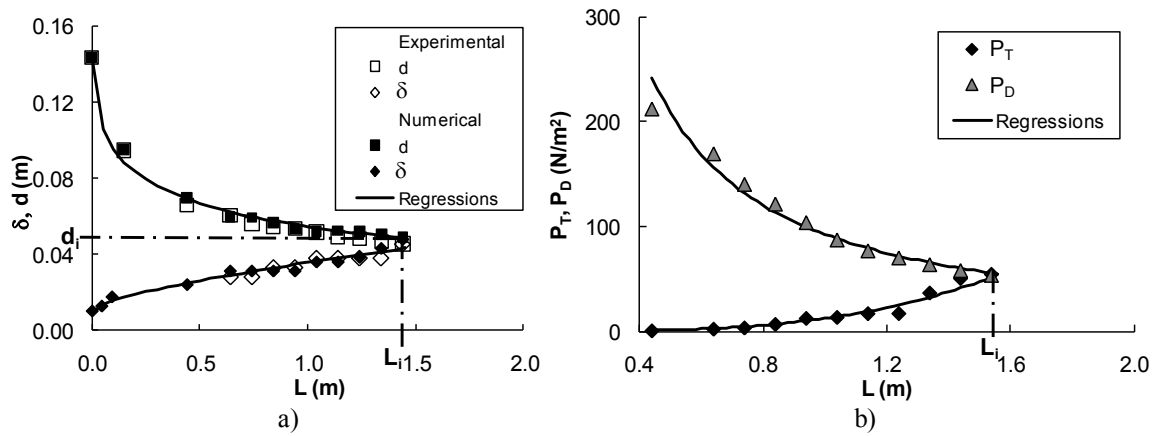 0.16
0.12
0.08
0.04
0.00
δ, d (m)
d_i
Experimental
d
δ
Numerical
d
δ
Regressions
0.0 0.5 1.0 L_i 1.5 2.0
L (m)
a)
300
200
100
0
P_T, P_D (N/m²)
P_T
P_D
Regressions
0.4 0.8 1.2 L_i 1.6 2.0
L (m)
b)